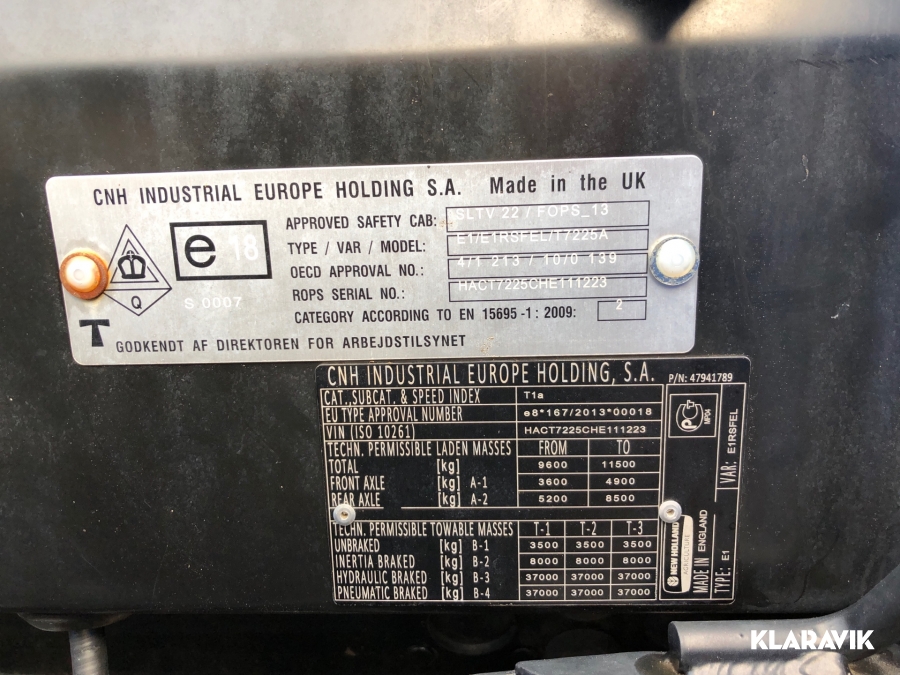 CNH INDUSTRIAL EUROPE HOLDING S.A. Made in the UK
e 18
APPROVED SAFETY CAB: SLTV 22 / FOPS_13
TYPE / VAR / MODEL: E1/E1RSFEL/T7225A
OECD APPROVAL NO.: 4/1 213 / 10/0 139
ROPS SERIAL NO.: HACT7225CHE111223
CATEGORY ACCORDING TO EN 15695-1: 2009: 2
Q S 0007
T GODKENDT AF DIREKTOREN FOR ARBEJDSTILSYNET
CNH INDUSTRIAL EUROPE HOLDING, S.A. P/N: 47941789
CAT.,SUBCAT. & SPEED INDEX T1a
EU TYPE APPROVAL NUMBER e8*167/2013*00018
VIN (ISO 10261) HACT7225CHE111223
TECHN. PERMISSIBLE LADEN MASSES FROM TO
TOTAL [kg] 9600 11500
FRONT AXLE [kg] A-1 3600 4900
REAR AXLE [kg] A-2 5200 8500
TECHN. PERMISSIBLE TOWABLE MASSES T-1 T-2 T-3
UNBRAKED [kg] B-1 3500 3500 3500
INERTIA BRAKED [kg] B-2 8000 8000 8000
HYDRAULIC BRAKED [kg] B-3 37000 37000 37000
PNEUMATIC BRAKED [kg] B-4 37000 37000 37000
MP04
VAR: E1RSFEL
NEW HOLLAND
MADE IN ENGLAND
TYPE: E1
KLARAVIK